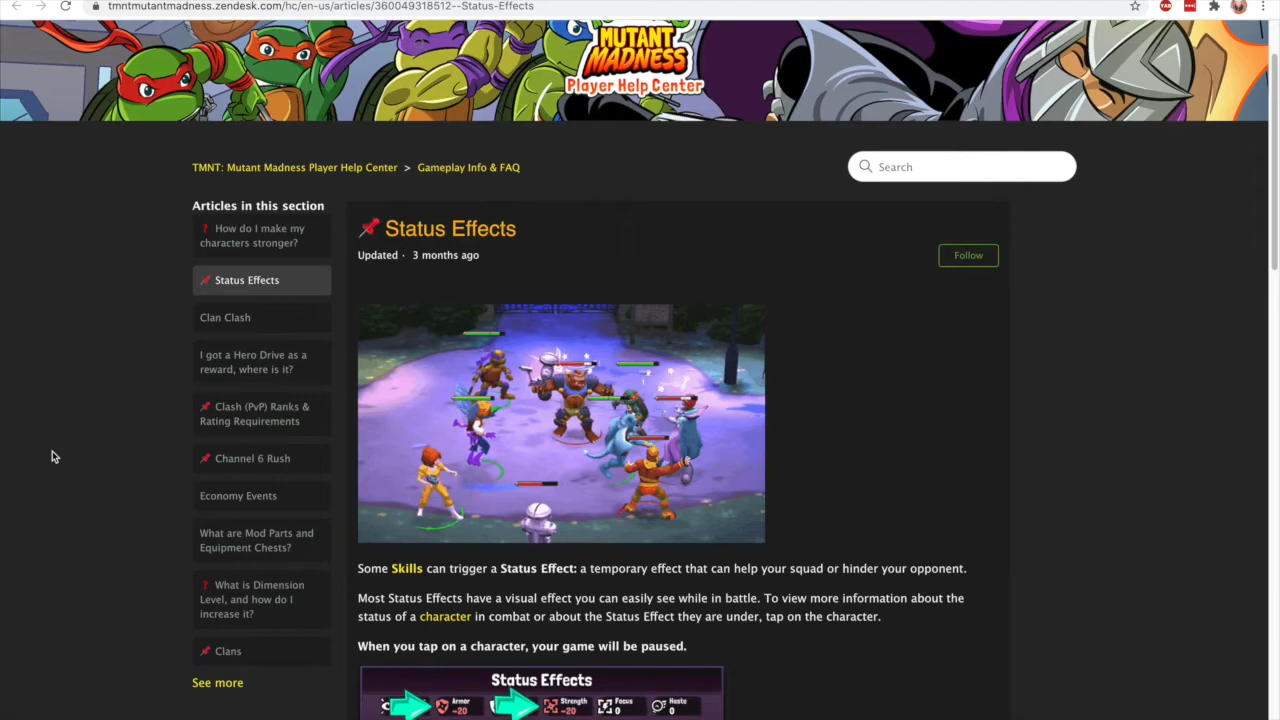 tmntmutantmadness.zendesk.com/hc/en-us/articles/360049318512--Status-Effects
MUTANT
MADNESS
Player Help Center
TMNT: Mutant Madness Player Help Center > Gameplay Info & FAQ
Search
Articles in this section
How do I make my
characters stronger?
Status Effects
Clan Clash
I got a Hero Drive as a
reward, where is it?
Clash (PvP) Ranks &
Rating Requirements
Channel 6 Rush
Economy Events
What are Mod Parts and
Equipment Chests?
What is Dimension
Level, and how do I
increase it?
Clans
See more
Status Effects
Updated · 3 months ago
Follow
Some Skills can trigger a Status Effect: a temporary effect that can help your squad or hinder your opponent.
Most Status Effects have a visual effect you can easily see while in battle. To view more information about the
status of a character in combat or about the Status Effect they are under, tap on the character.
When you tap on a character, your game will be paused.
Status Effects
Armor Strength Focus Haste
-20 -20 0 0